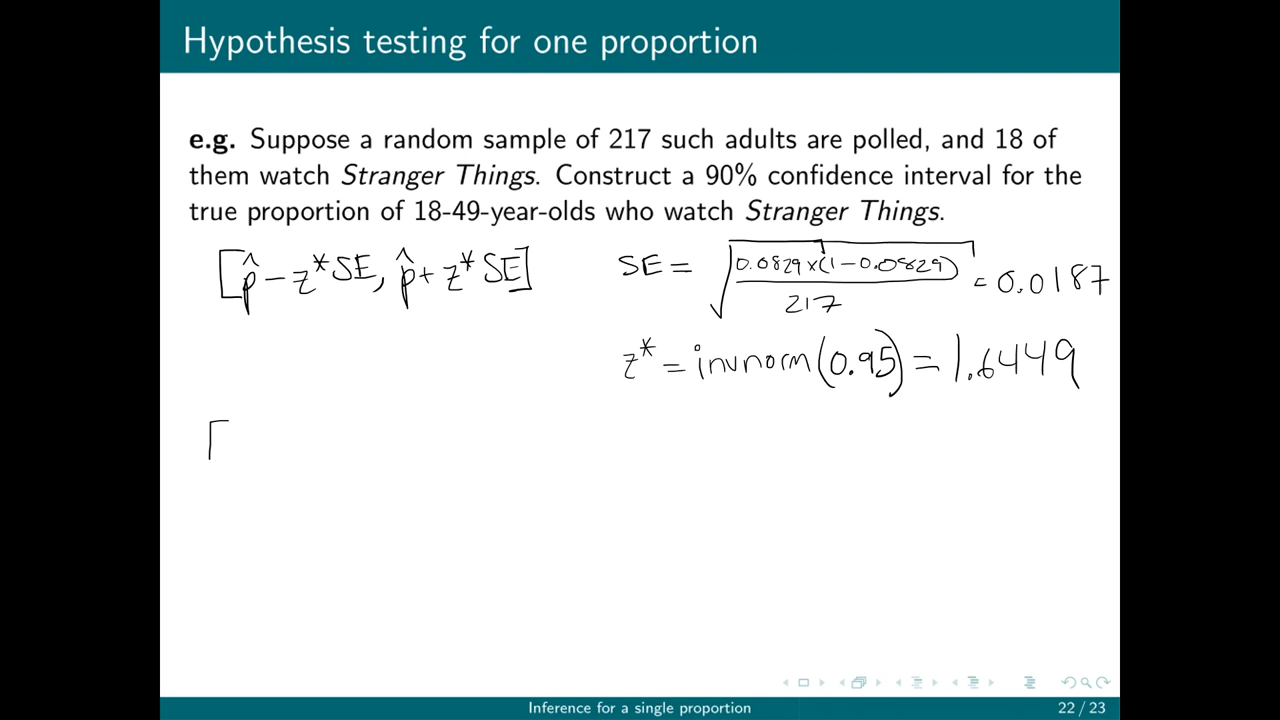 Hypothesis testing for one proportion
e.g. Suppose a random sample of 217 such adults are polled, and 18 of
them watch Stranger Things. Construct a 90% confidence interval for the
true proportion of 18-49-year-olds who watch Stranger Things.
[p̂ - z*SE, p̂ + z*SE]
SE = √(0.0829×(1-0.0829)/217) = 0.0187
z* = invnorm(0.95) = 1.6449
[
Inference for a single proportion
22 / 23